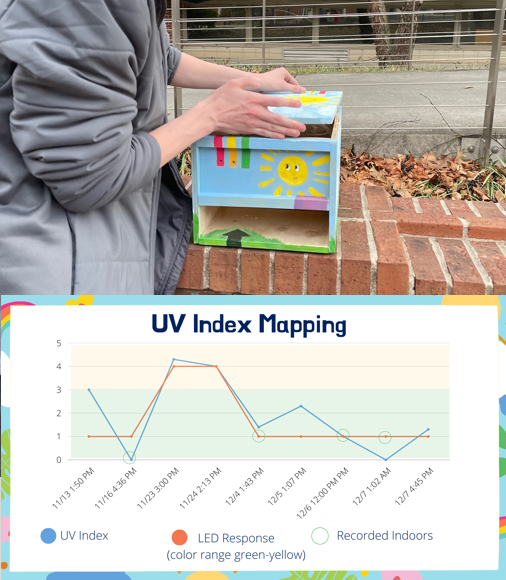 UV Index Mapping
5
4
3
2
1
0
11/13 1:50 PM
11/16 4:36 PM
11/23 3:00 PM
11/24 2:13 PM
12/4 1:43 PM
12/5 1:07 PM
12/6 12:00 PM PM
12/7 1:02 AM
12/7 4:45 PM
UV Index
LED Response
(color range green-yellow)
Recorded Indoors